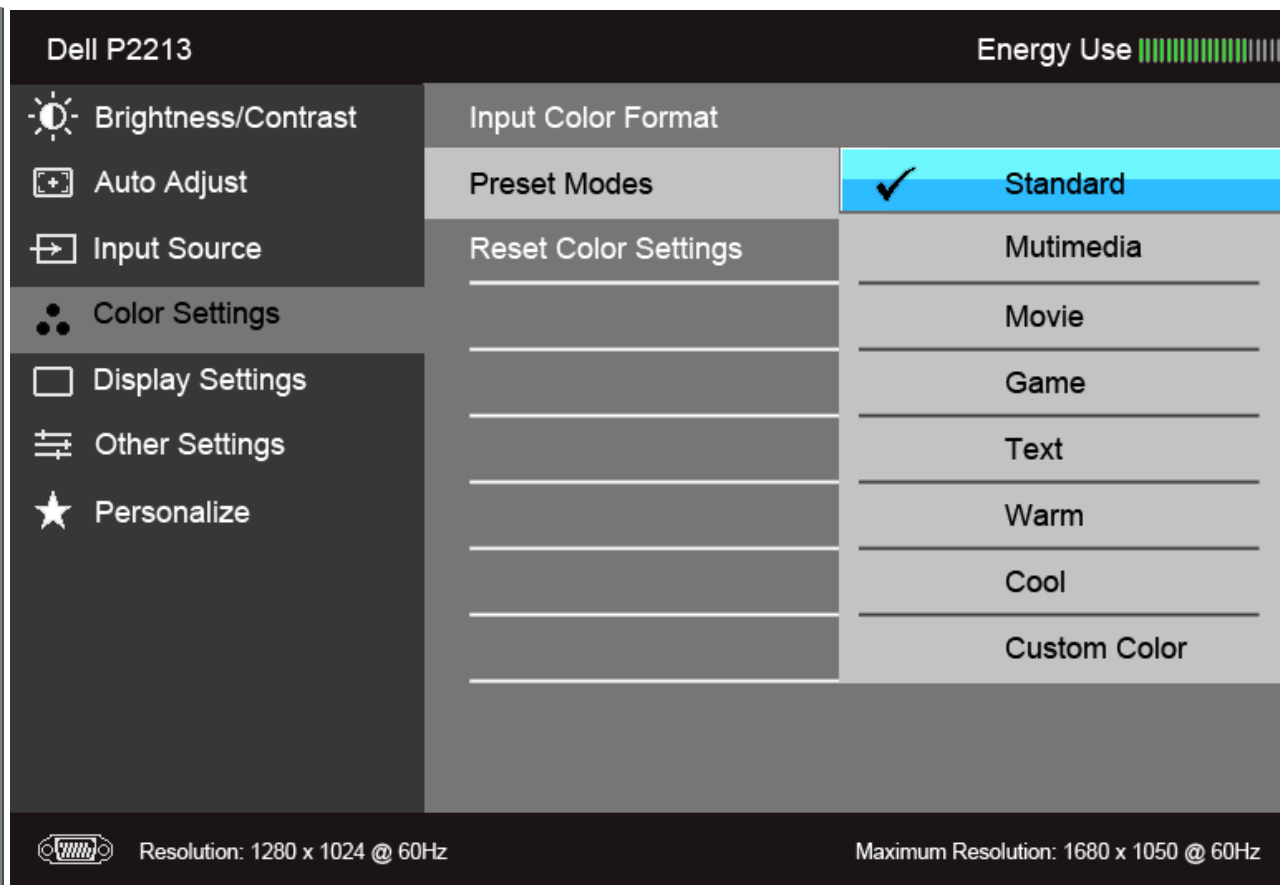 Dell P2213
Energy Use
Brightness/Contrast
Auto Adjust
Input Source
Color Settings
Display Settings
Other Settings
Personalize
Input Color Format
Preset Modes
Reset Color Settings
Standard
Mutimedia
Movie
Game
Text
Warm
Cool
Custom Color
Resolution: 1280 x 1024 @ 60Hz
Maximum Resolution: 1680 x 1050 @ 60Hz